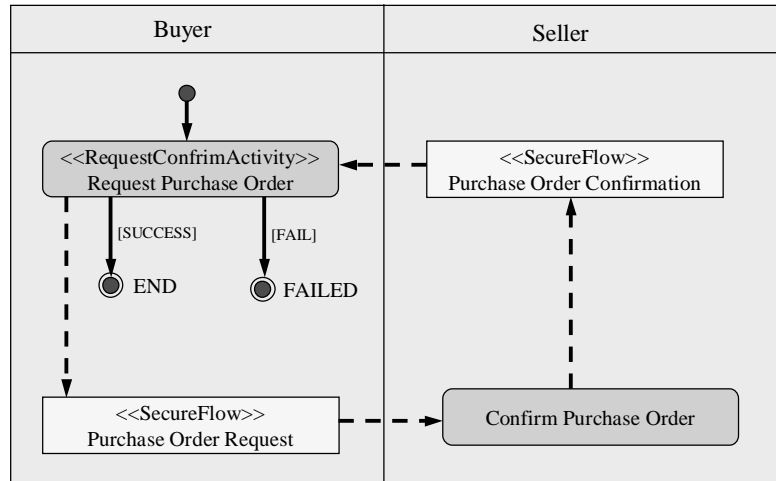 Buyer
Seller
<<RequestConfrimActivity>>
Request Purchase Order
<<SecureFlow>>
Purchase Order Confirmation
[SUCCESS]
[FAIL]
END
FAILED
<<SecureFlow>>
Purchase Order Request
Confirm Purchase Order